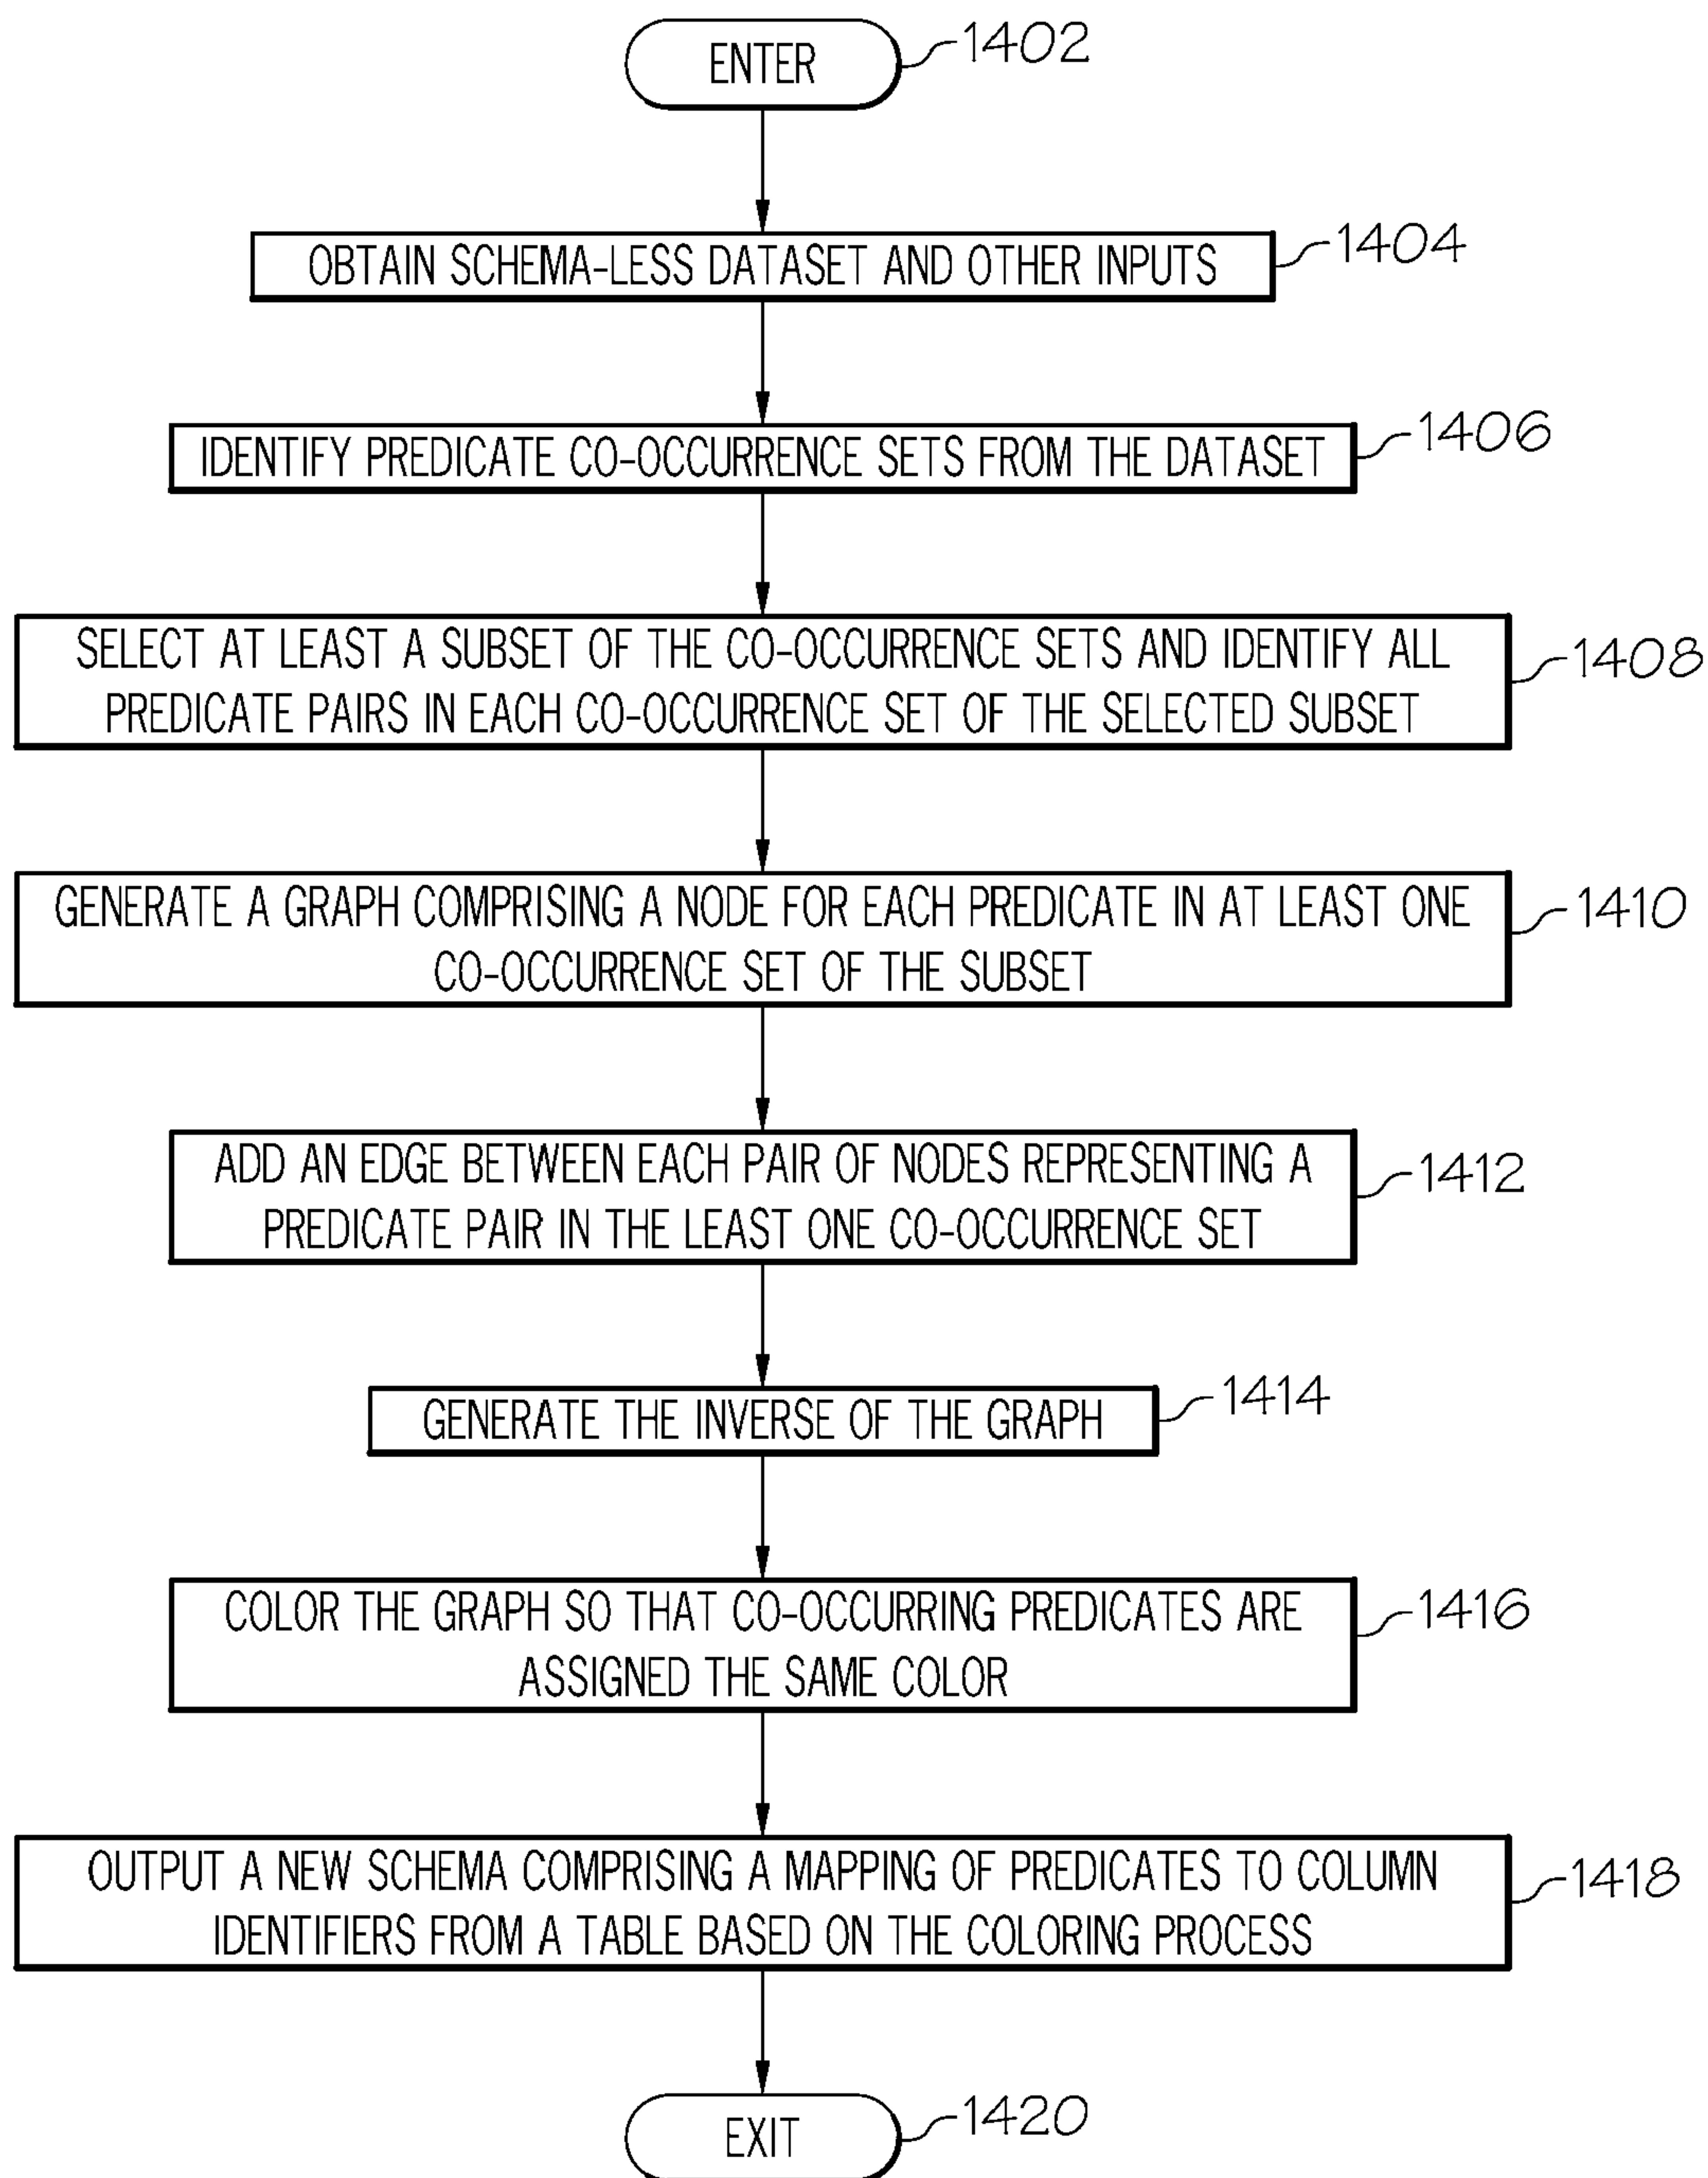 ENTER
1402
OBTAIN SCHEMA-LESS DATASET AND OTHER INPUTS
1404
IDENTIFY PREDICATE CO-OCCURRENCE SETS FROM THE DATASET
1406
SELECT AT LEAST A SUBSET OF THE CO-OCCURRENCE SETS AND IDENTIFY ALL
PREDICATE PAIRS IN EACH CO-OCCURRENCE SET OF THE SELECTED SUBSET
1408
GENERATE A GRAPH COMPRISING A NODE FOR EACH PREDICATE IN AT LEAST ONE
CO-OCCURRENCE SET OF THE SUBSET
1410
ADD AN EDGE BETWEEN EACH PAIR OF NODES REPRESENTING A
PREDICATE PAIR IN THE LEAST ONE CO-OCCURRENCE SET
1412
GENERATE THE INVERSE OF THE GRAPH
1414
COLOR THE GRAPH SO THAT CO-OCCURRING PREDICATES ARE
ASSIGNED THE SAME COLOR
1416
OUTPUT A NEW SCHEMA COMPRISING A MAPPING OF PREDICATES TO COLUMN
IDENTIFIERS FROM A TABLE BASED ON THE COLORING PROCESS
1418
EXIT
1420